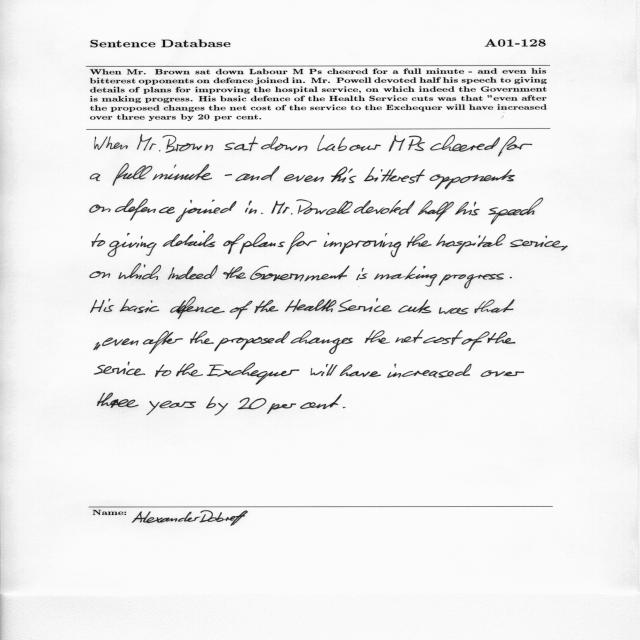 Sentence Database A01-128
When Mr. Brown sat down Labour M Ps cheered for a full minute - and even his
bitterest opponents on defence joined in. Mr. Powell devoted half his speech to giving
details of plans for improving the hospital service, on which indeed the Government
is making progress. His basic defence of the Health Service cuts was that "even after
the proposed changes the net cost of the service to the Exchequer will have increased
over three years by 20 per cent.
When Mr. Brown sat down Labour MPs cheered for
a full minute - and even his bitterest opponents
on defence joined in. Mr. Powell devoted half his speech
to giving details of plans for improving the hospital service,
on which indeed the Government is making progress.
His basic defence of the Health Service cuts was that
„even after the proposed changes the net cost of the
service to the Exchequer will have increased over
three years by 20 per cent.
Name: Alexander Dobroff